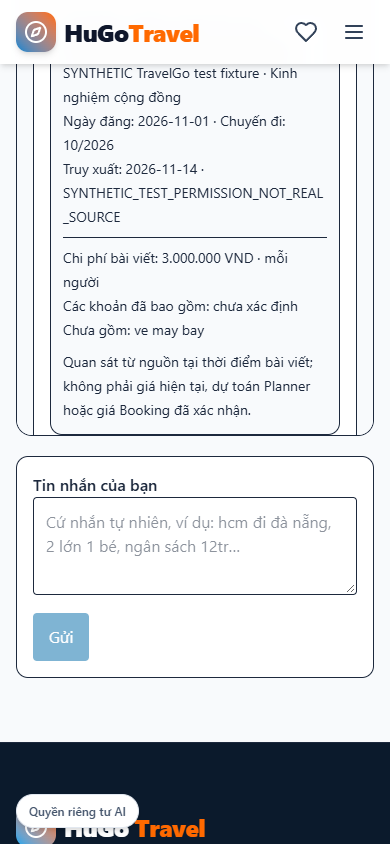 HuGoTravel
SYNTHETIC TravelGo test fixture · Kinh
nghiệm cộng đồng
Ngày đăng: 2026-11-01 · Chuyến đi:
10/2026
Truy xuất: 2026-11-14 ·
SYNTHETIC_TEST_PERMISSION_NOT_REAL
_SOURCE
Chi phí bài viết: 3.000.000 VND · mỗi
người
Các khoản đã bao gồm: chưa xác định
Chưa gồm: ve may bay
Quan sát từ nguồn tại thời điểm bài viết;
không phải giá hiện tại, dự toán Planner
hoặc giá Booking đã xác nhận.
Tin nhắn của bạn
Cứ nhắn tự nhiên, ví dụ: hcm đi đà nẵng,
2 lớn 1 bé, ngân sách 12tr...
Gửi
Quyền riêng tư AI
HuGoTravel